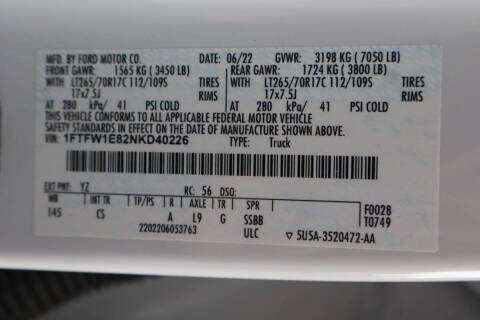 MFD. BY FORD MOTOR CO. DATE: 06/22 GVWR: 3198 KG ( 7050 LB)
FRONT GAWR: 1565 KG ( 3450 LB) REAR GAWR: 1724 KG ( 3800 LB)
WITH WITH
LT265/70R17C 112/109S TIRES LT265/70R17C 112/109S TIRES
17x7.5J RIMS 17x7.5J RIMS
AT 280 kPa/ 41 PSI COLD AT 280 kPa/ 41 PSI COLD
THIS VEHICLE CONFORMS TO ALL APPLICABLE FEDERAL MOTOR VEHICLE
SAFETY AND THEFT PREVENTION STANDARDS IN EFFECT ON THE DATE OF MANUFACTURE SHOWN ABOVE.
VIN: 1FTFW1E82NKD40226 TYPE: Truck
EXT PNT: YZ RC: 56 DSO:
WB INT TR TP/PS R AXLE TR SPR
145 CS A L9 G SSBB F0028
2202206053763 ULC T0749
5U5A-3520472-AA